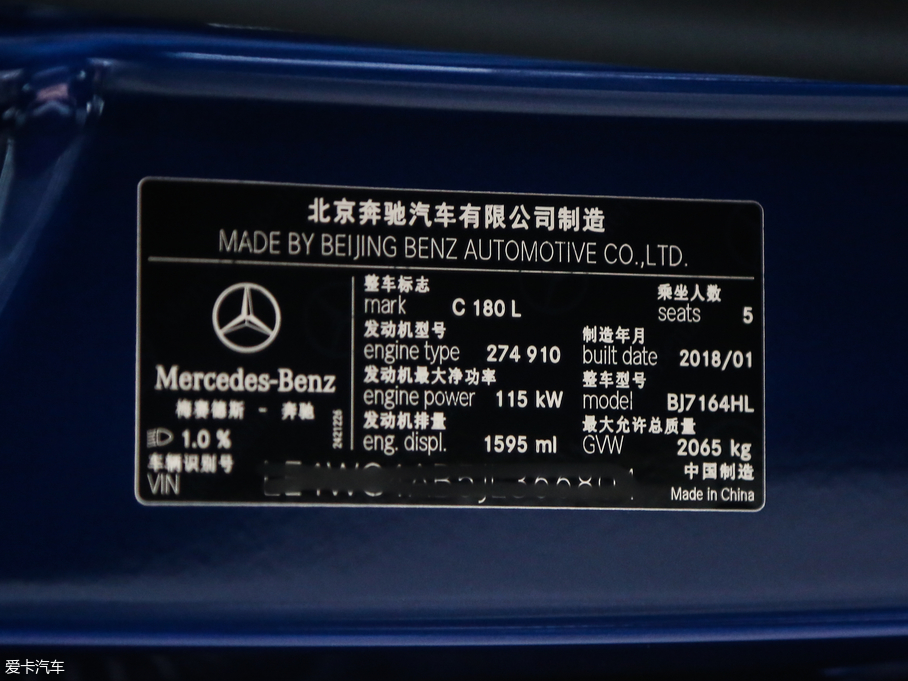 北京奔驰汽车有限公司制造
MADE BY BEIJING BENZ AUTOMOTIVE CO.,LTD.
Mercedes-Benz
梅赛德斯 - 奔驰
1.0 %
2421226
整车标志
mark C 180 L
乘坐人数
seats 5
发动机型号
engine type 274 910
制造年月
built date 2018/01
发动机最大净功率
engine power 115 kW
整车型号
model BJ7164HL
发动机排量
eng. displ. 1595 ml
最大允许总质量
GVW 2065 kg
车辆识别号
VIN
中国制造
Made in China
爱卡汽车